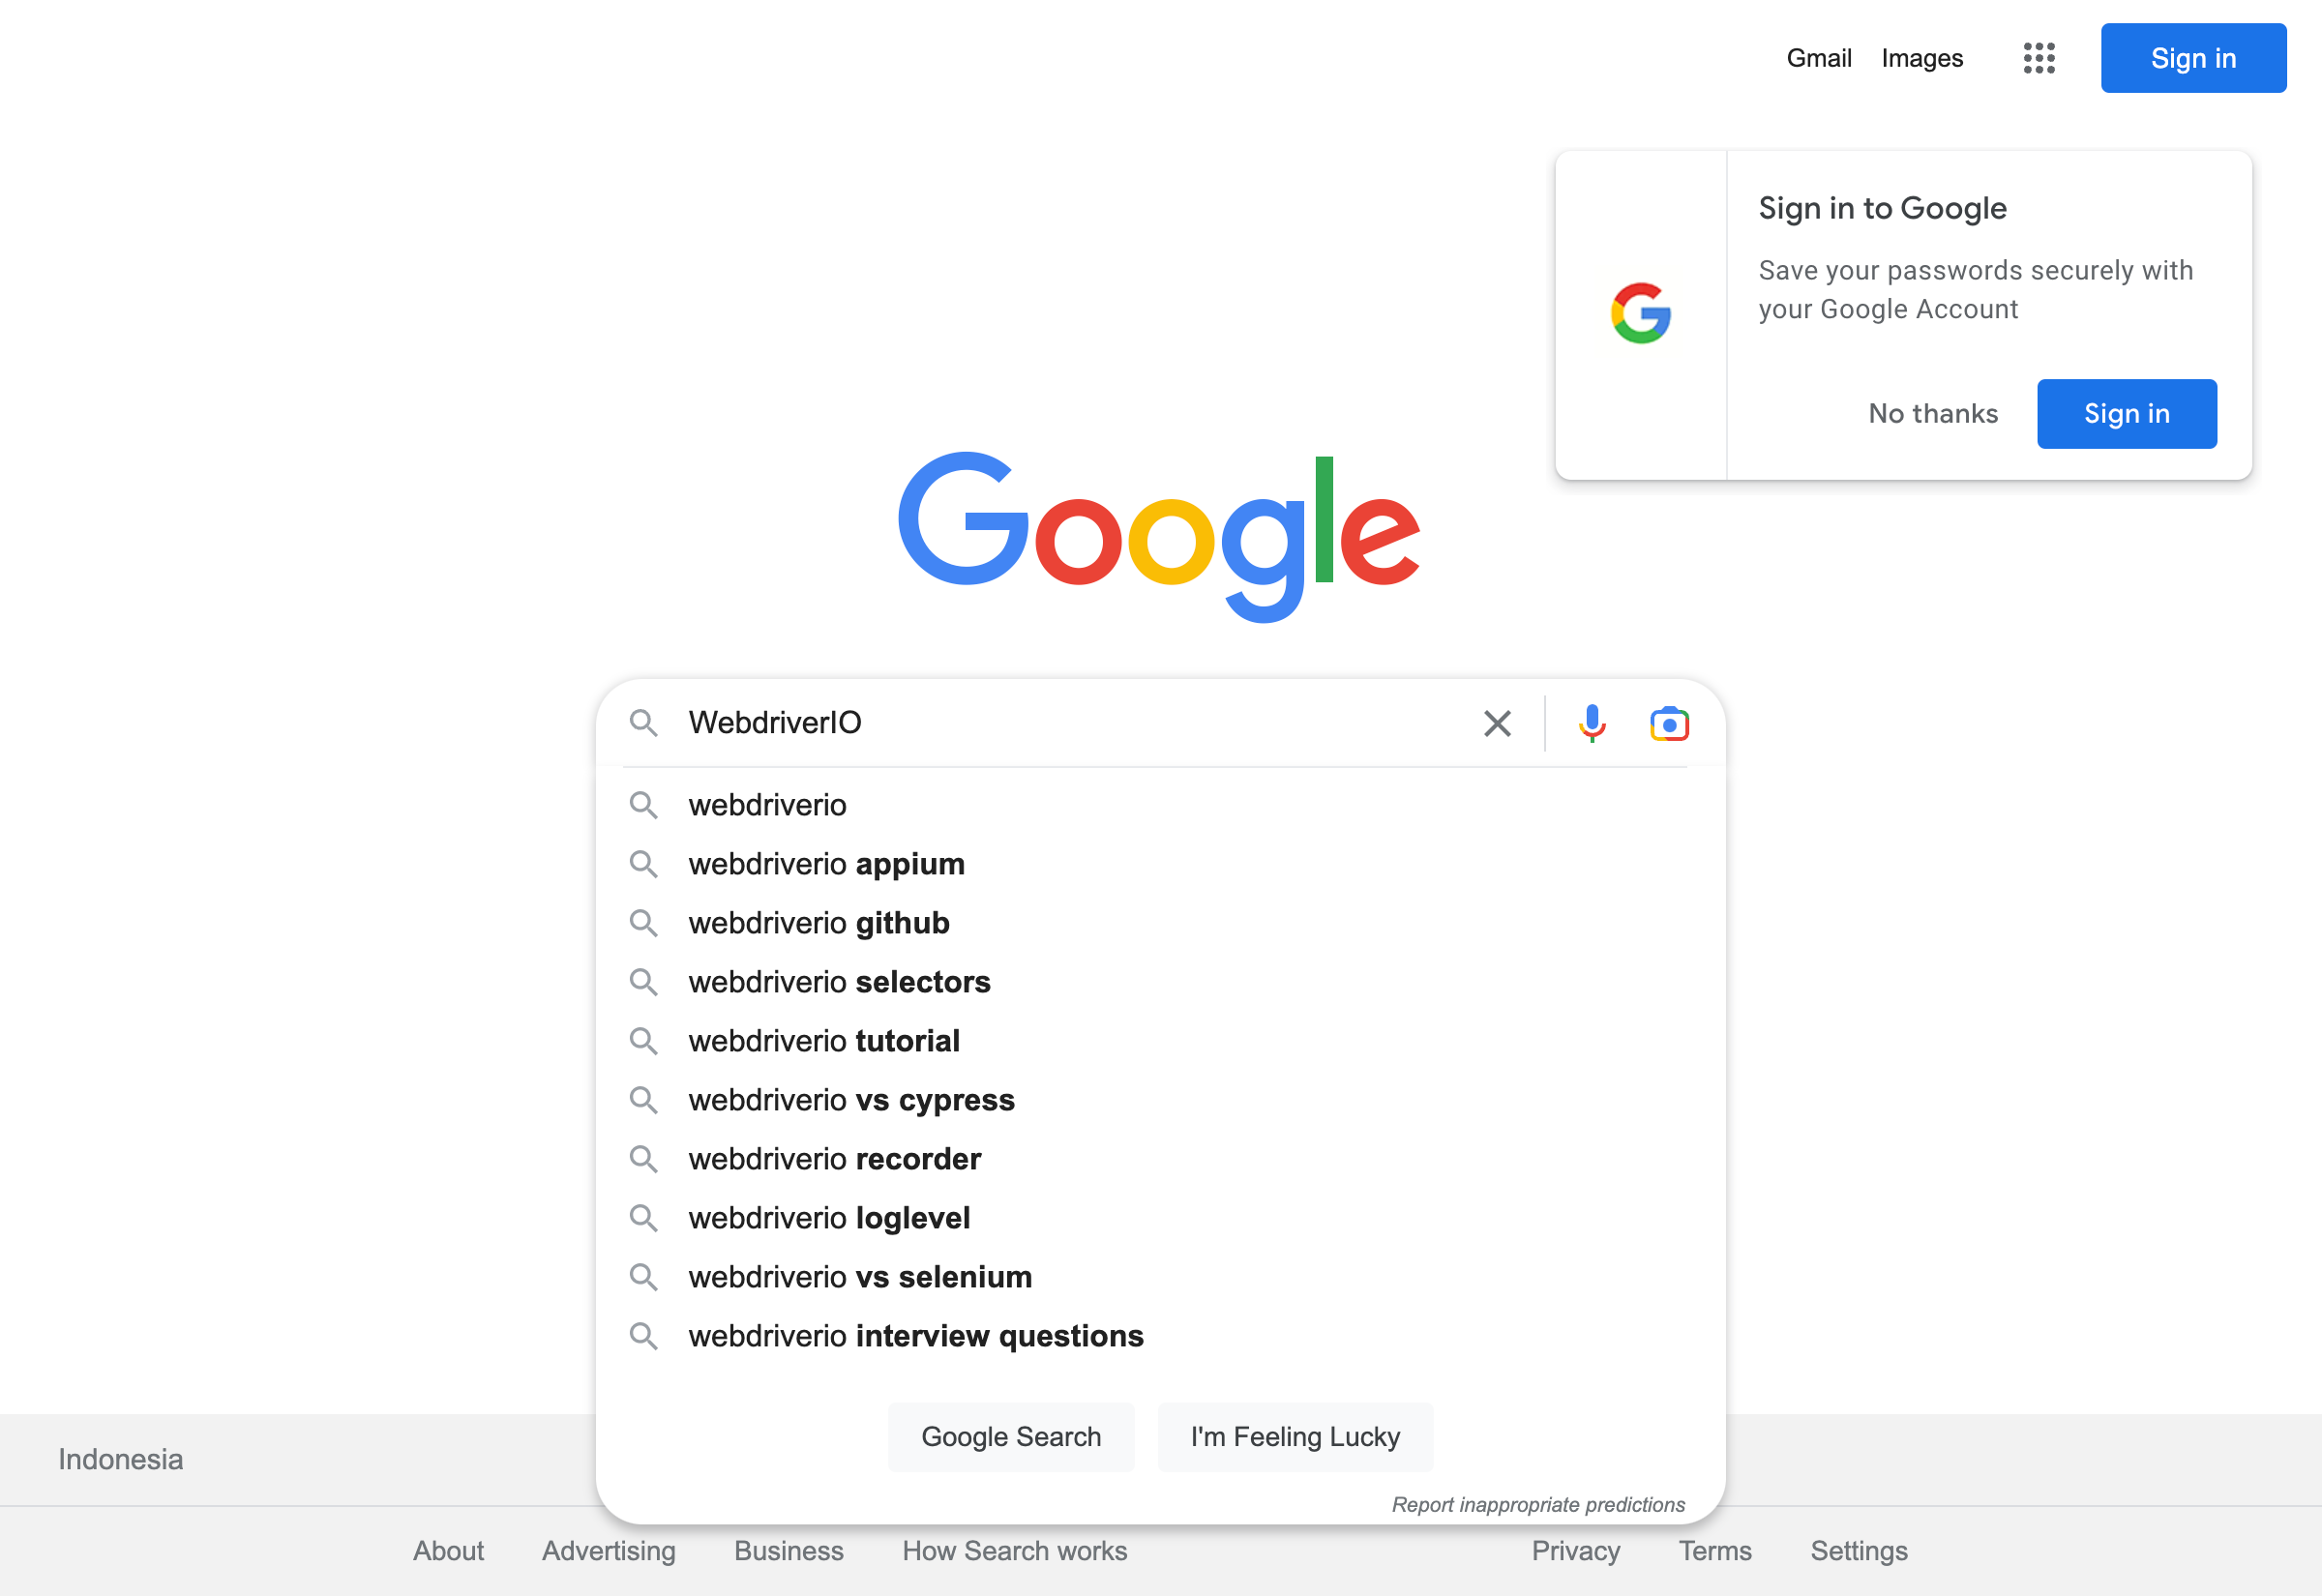 Gmail Images Sign in
Sign in to Google
Save your passwords securely with
your Google Account
No thanks Sign in
Google
WebdriverIO
webdriverio
webdriverio appium
webdriverio github
webdriverio selectors
webdriverio tutorial
webdriverio vs cypress
webdriverio recorder
webdriverio loglevel
webdriverio vs selenium
webdriverio interview questions
Google Search I'm Feeling Lucky
Report inappropriate predictions
Indonesia
About Advertising Business How Search works Privacy Terms Settings